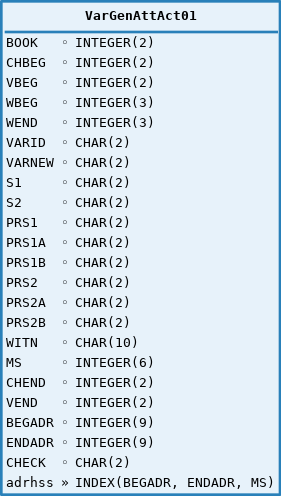 VarGenAttAct01
BOOK ◦ INTEGER(2)
CHBEG ◦ INTEGER(2)
VBEG ◦ INTEGER(2)
WBEG ◦ INTEGER(3)
WEND ◦ INTEGER(3)
VARID ◦ CHAR(2)
VARNEW ◦ CHAR(2)
S1 ◦ CHAR(2)
S2 ◦ CHAR(2)
PRS1 ◦ CHAR(2)
PRS1A ◦ CHAR(2)
PRS1B ◦ CHAR(2)
PRS2 ◦ CHAR(2)
PRS2A ◦ CHAR(2)
PRS2B ◦ CHAR(2)
WITN ◦ CHAR(10)
MS ◦ INTEGER(6)
CHEND ◦ INTEGER(2)
VEND ◦ INTEGER(2)
BEGADR ◦ INTEGER(9)
ENDADR ◦ INTEGER(9)
CHECK ◦ CHAR(2)
adrhss » INDEX(BEGADR, ENDADR, MS)